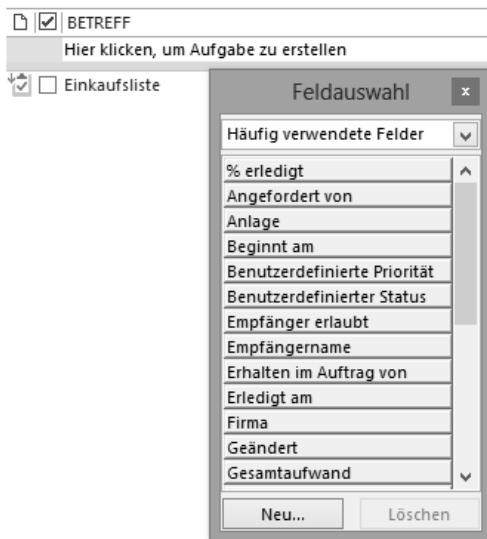 BETREFF
Hier klicken, um Aufgabe zu erstellen
Einkaufsliste
Feldauswahl x
Häufig verwendete Felder
% erledigt
Angefordert von
Anlage
Beginnt am
Benutzerdefinierte Priorität
Benutzerdefinierter Status
Empfänger erlaubt
Empfängername
Erhalten im Auftrag von
Erledigt am
Firma
Geändert
Gesamtaufwand
Neu... Löschen